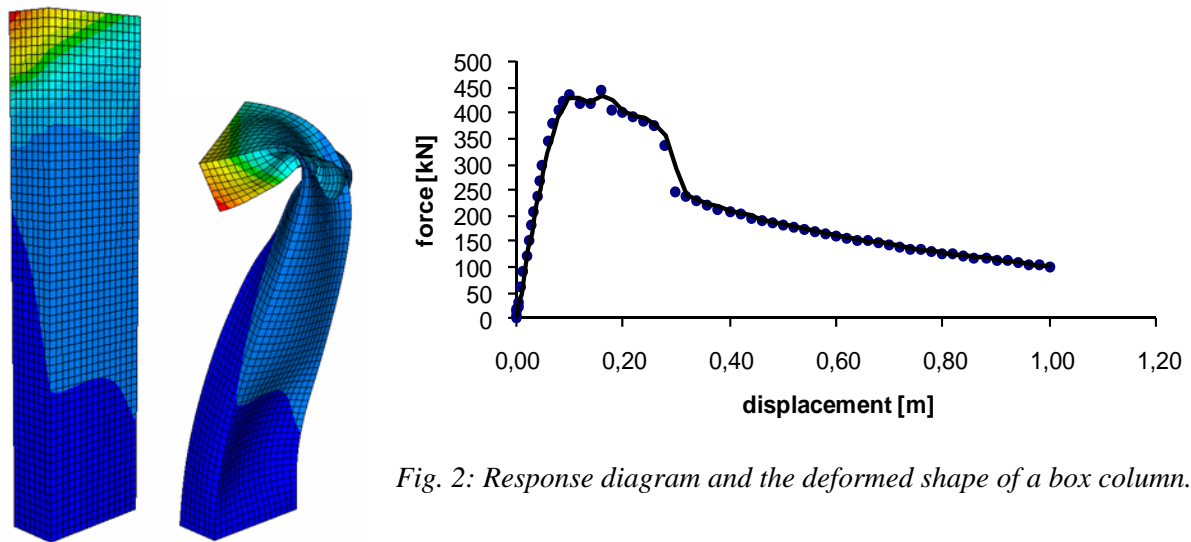 500
450
400
350
300
250
200
150
100
50
0
force [kN]
0,00 0,20 0,40 0,60 0,80 1,00 1,20
displacement [m]
Fig. 2: Response diagram and the deformed shape of a box column.